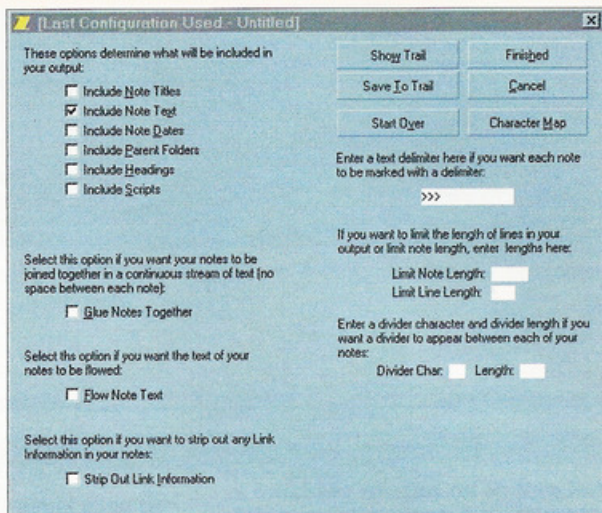 [Last Configuration Used - Untitled]
These options determine what will be included in
your output:
Include Note Titles
Include Note Text
Include Note Dates
Include Parent Folders
Include Headings
Include Scripts
Select this option if you want your notes to be
joined together in a continuous stream of text (no
space between each note):
Glue Notes Together
Select ths option if you want the text of your
notes to be flowed:
Flow Note Text
Select this option if you want to strip out any Link
Information in your notes:
Strip Out Link Information
Show Trail
Finished
Save To Trail
Cancel
Start Over
Character Map
Enter a text delimiter here if you want each note
to be marked with a delimiter:
>>>
If you want to limit the length of lines in your
output or limit note length, enter lengths here:
Limit Note Length:
Limit Line Length:
Enter a divider character and divider length if you
want a divider to appear between each of your
notes:
Divider Char: Length: